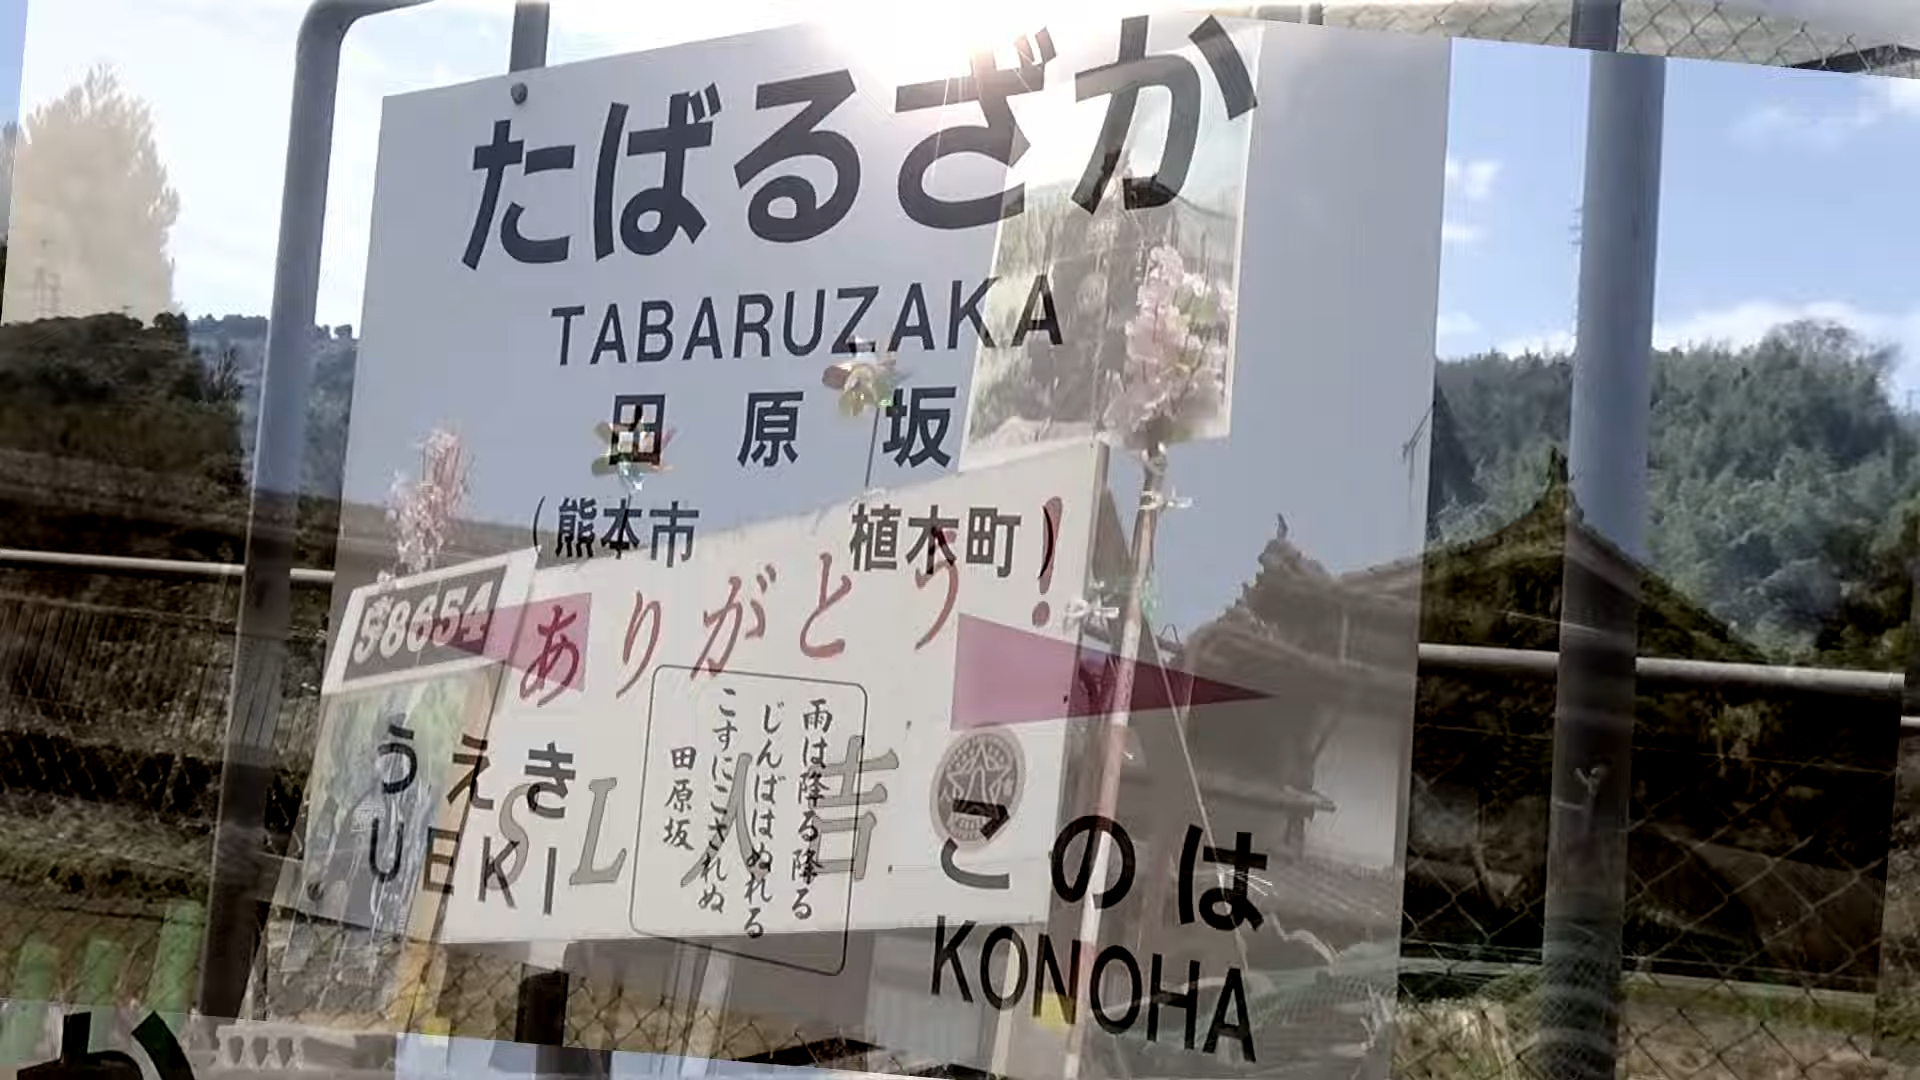 たばるざか
TABARUZAKA
田原坂
(熊本市 植木町)
58654
ありがとう!
SL人吉
雨は降る降る
じんばはぬれる
こすにこされぬ
田原坂
うえき
UEKI
このは
KONOHA
か